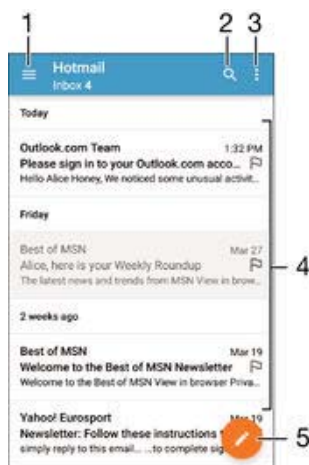 1 2 3
Hotmail
Inbox 4
Today
Outlook.com Team 1:32 PM
Please sign in to your Outlook.com acco...
Hello Alice Honey, We noticed some unusual activit...
Friday
Best of MSN Mar 27
Alice, here is your Weekly Roundup
The latest news and trends from MSN View in brow...
4
2 weeks ago
Best of MSN Mar 19
Welcome to the Best of MSN Newsletter
Welcome to the Best of MSN View in browser Priva...
Yahoo! Eurosport Mar 19
Newsletter: Follow these instructions
5
simply reply to this email... ...to complete sig